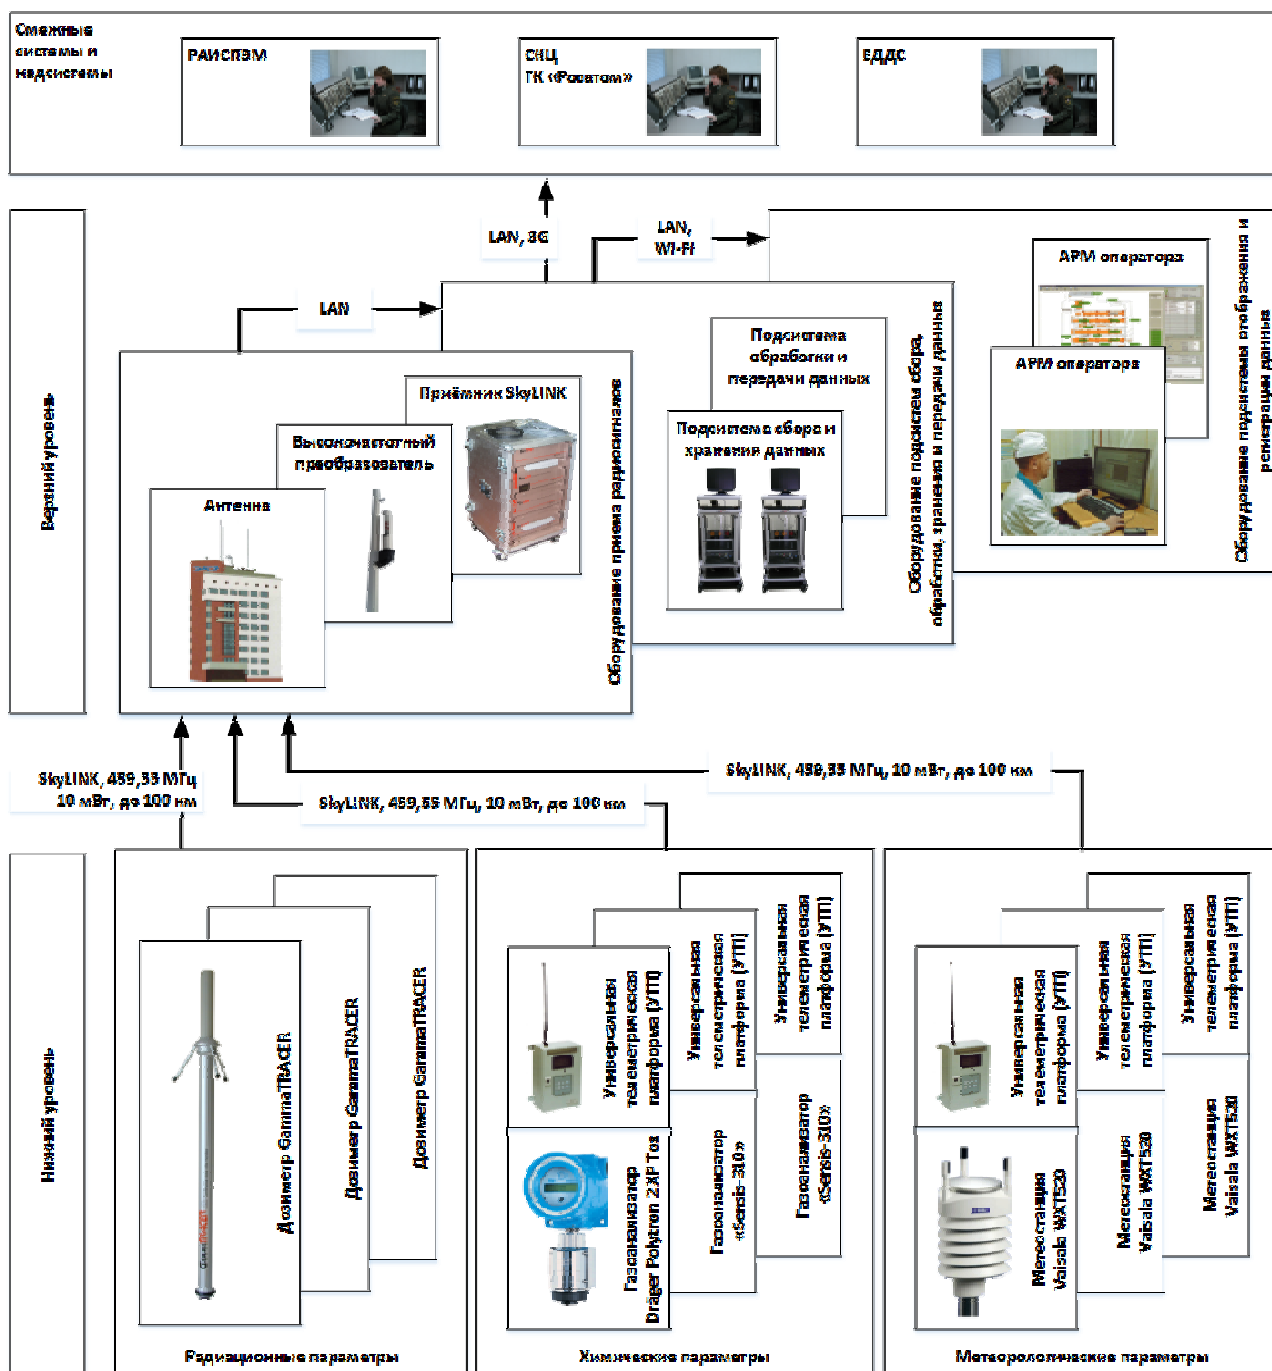 Смежные
системы и
надсистемы
РАИСПЭМ
СКЦ
ГК «Росатом»
ЕДДС
LAN, 3G
LAN,
Wi-Fi
LAN
Верхний уровень
Антенна
Высокочастотный
преобразователь
Приёмник SkyLINK
Оборудование приема радиосигналов
Подсистема сбора и
хранения данных
Подсистема
обработки и
передачи данных
Оборудование подсистем сбора,
обработки, хранения и передачи данных
АРМ оператора
АРМ оператора
Оборудование подсистемы отображения и
регистрации данных
SkyLINK, 459,55 МГц
10 мВт, до 100 км
SkyLINK, 459,55 МГц, 10 мВт, до 100 км
SkyLINK, 459,55 МГц, 10 мВт, до 100 км
Нижний уровень
Дозиметр GammaTRACER
Дозиметр GammaTRACER
Дозиметр GammaTRACER
Радиационные параметры
Универсальная
телеметрическая
платформа (УТП)
Универсальная
телеметрическая
платформа (УТП)
Универсальная
телеметрическая
платформа (УТП)
Газоанализатор
Dräger Polytron 2 XP Tox
Газоанализатор
«Sensis-310»
Газоанализатор
«Sensis-310»
Химические параметры
Универсальная
телеметрическая
платформа (УТП)
Универсальная
телеметрическая
платформа (УТП)
Универсальная
телеметрическая
платформа (УТП)
Метеостанция
Vaisala WXT520
Метеостанция
Vaisala WXT520
Метеостанция
Vaisala WXT520
Метеорологические параметры